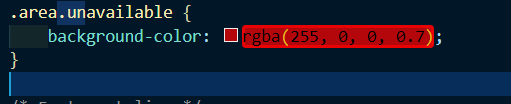 .area.unavailable {
background-color: rgba(255, 0, 0, 0.7);
}